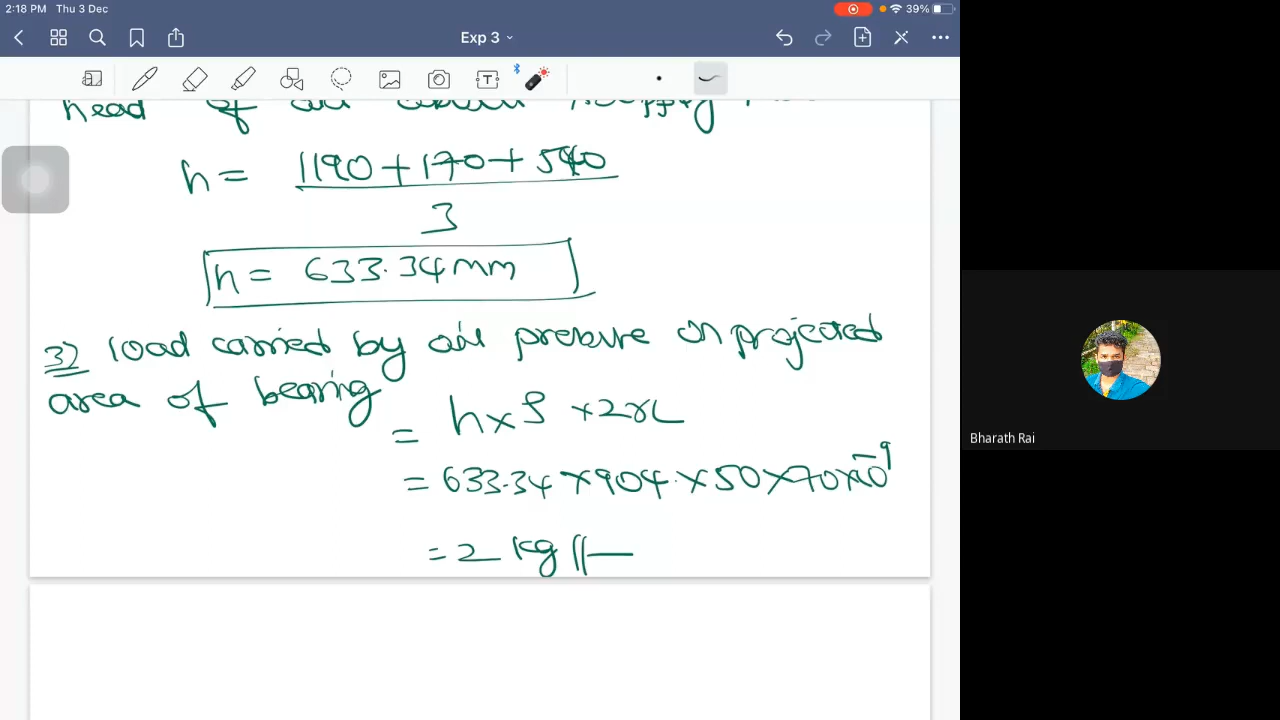 2:18 PM Thu 3 Dec
39%
Exp 3
head of oil
h = 1190 + 170 + 540
3
h = 633.34 mm
3) load carried by oil pressure on projected
area of bearing
= h × ρ × 2rL
= 633.34 × 904 × 50 × 70 × 10⁻⁹
= 2 kg
Bharath Rai